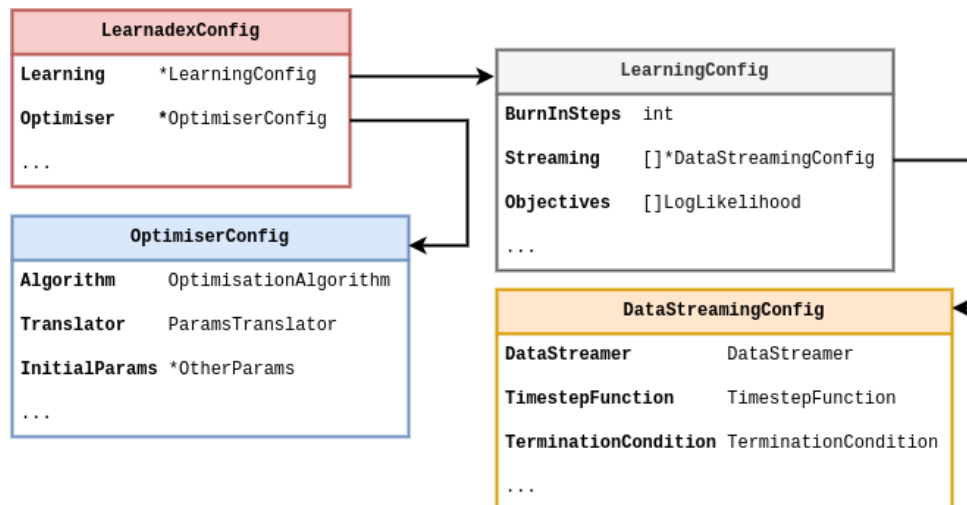 LearnadexConfig
Learning *LearningConfig
Optimiser *OptimiserConfig
...
OptimiserConfig
Algorithm OptimisationAlgorithm
Translator ParamsTranslator
InitialParams *OtherParams
...
LearningConfig
BurnInSteps int
Streaming []*DataStreamingConfig
Objectives []LogLikelihood
...
DataStreamingConfig
DataStreamer DataStreamer
TimestepFunction TimestepFunction
TerminationCondition TerminationCondition
...